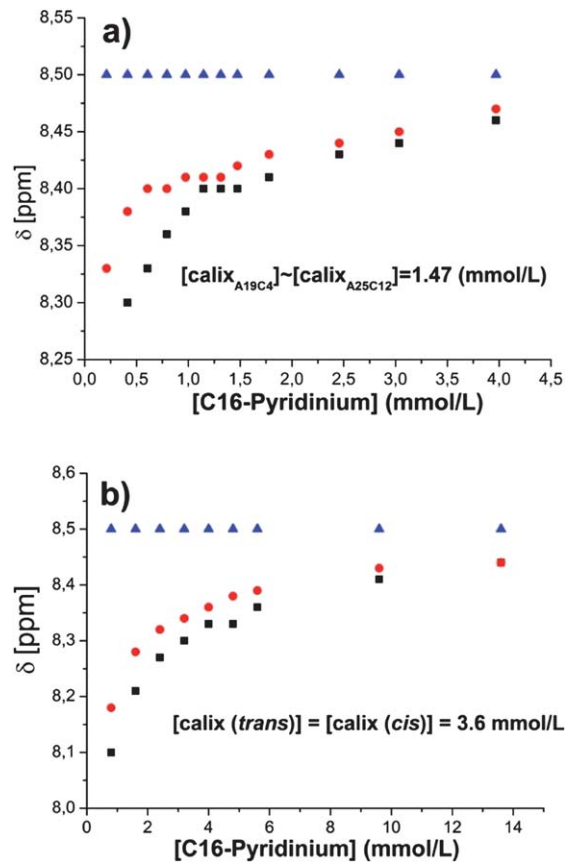 a)
8,55
8,50
8,45
8,40
8,35
8,30
8,25
δ [ppm]
[calixA19C4]~[calixA25C12]=1.47 (mmol/L)
0,0 0,5 1,0 1,5 2,0 2,5 3,0 3,5 4,0 4,5
[C16-Pyridinium] (mmol/L)
b)
8,6
8,5
8,4
8,3
8,2
8,1
8,0
δ [ppm]
[calix (trans)] = [calix (cis)] = 3.6 mmol/L
0 2 4 6 8 10 12 14
[C16-Pyridinium] (mmol/L)